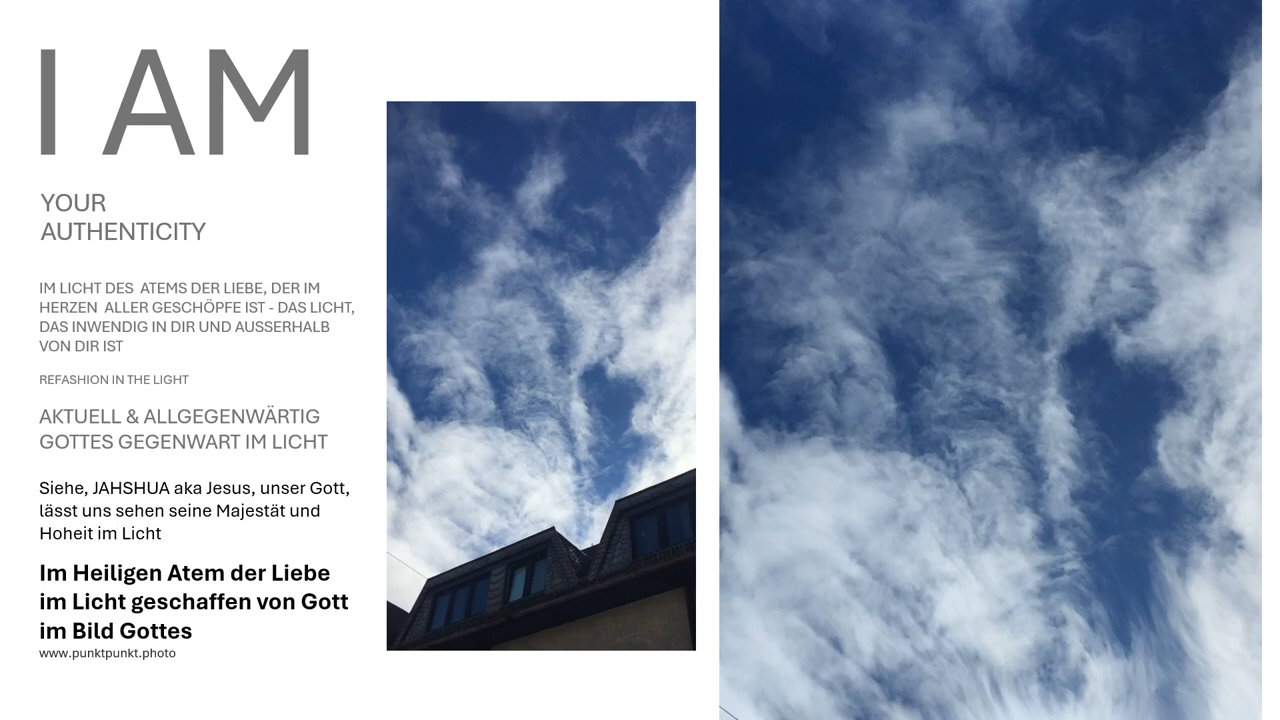 I AM
YOUR
AUTHENTICITY
IM LICHT DES  ATEMS DER LIEBE, DER IM
HERZEN  ALLER GESCHÖPFE IST - DAS LICHT,
DAS INWENDIG IN DIR UND AUSSERHALB
VON DIR IST
REFASHION IN THE LIGHT
AKTUELL & ALLGEGENWÄRTIG
GOTTES GEGENWART IM LICHT
Siehe, JAHSHUA aka Jesus, unser Gott,
lässt uns sehen seine Majestät und
Hoheit im Licht
Im Heiligen Atem der Liebe
im Licht geschaffen von Gott
im Bild Gottes
www.punktpunkt.photo